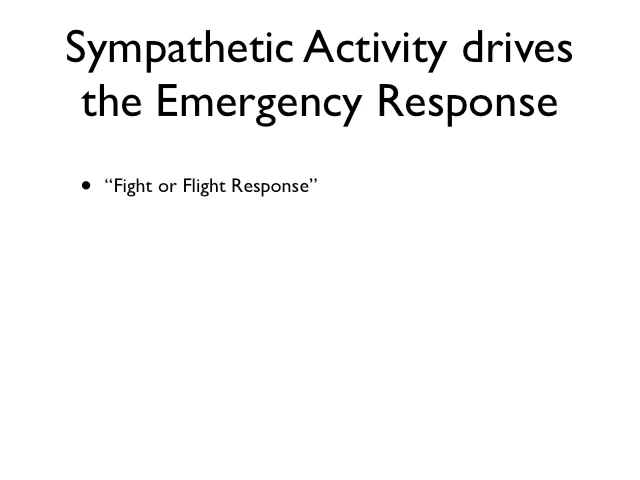 Sympathetic Activity drives
the Emergency Response
• “Fight or Flight Response”